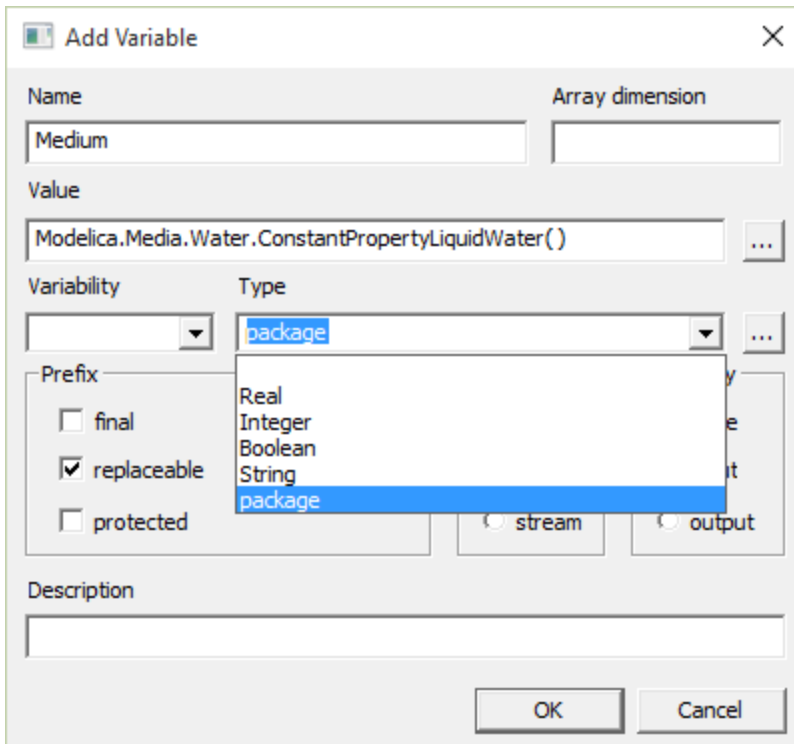 Add Variable
Name Array dimension
Medium
Value
Modelica.Media.Water.ConstantPropertyLiquidWater()
...
Variability Type
package
...
Prefix
final
replaceable
protected
Real
Integer
Boolean
String
package
stream
output
Description
OK Cancel